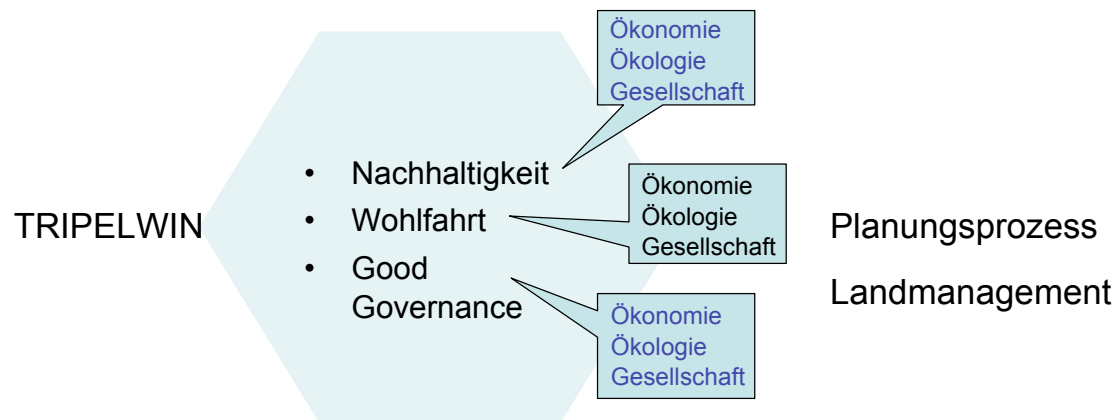 Ökonomie
Ökologie
Gesellschaft
TRIPELWIN
• Nachhaltigkeit
• Wohlfahrt
• Good
Governance
Ökonomie
Ökologie
Gesellschaft
Ökonomie
Ökologie
Gesellschaft
Planungsprozess
Landmanagement